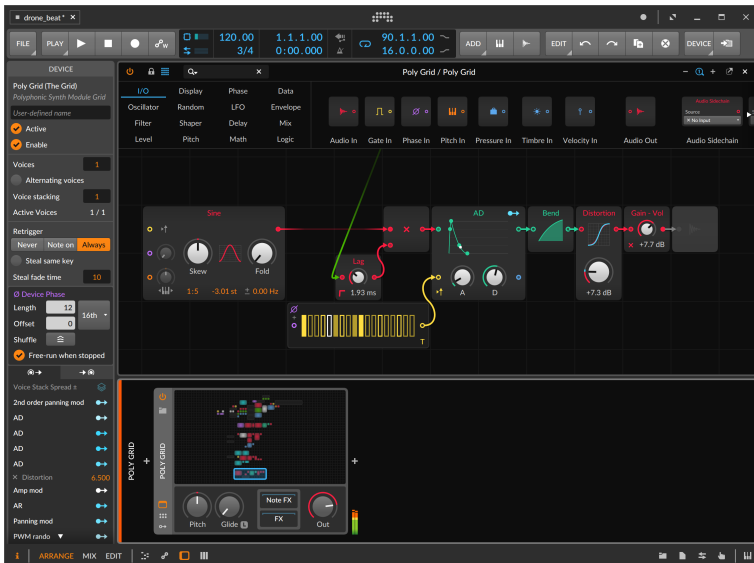 drone_beat* ×
FILE
PLAY
120.00
3/4
1.1.1.00
0:00.000
90.1.1.00
16.0.0.00
ADD
EDIT
DEVICE
DEVICE
Poly Grid (The Grid)
Polyphonic Synth Module Grid
User-defined name
Active
Enable
Voices 1
Alternating voices
Voice stacking 1
Active Voices 1 / 1
Retrigger
Never Note on Always
Steal same key
Steal fade time 10
Ø Device Phase
Length 12
16th
Offset 0
Shuffle
Free-run when stopped
Voice Stack Spread ±
2nd order panning mod
AD
AD
AD
AD
× Distortion 6.500
Amp mod
AR
Panning mod
PWM rando
Poly Grid / Poly Grid
I/O Display Phase Data
Oscillator Random LFO Envelope
Filter Shaper Delay Mix
Level Pitch Math Logic
Audio In Gate In Phase In Pitch In Pressure In Timbre In Velocity In Audio Out Audio Sidechain
Audio Sidechain
Source
× No Input
Sine
Skew Fold
1:5 -3.01 st ± 0.00 Hz
Lag
1.93 ms
AD
A D
Bend
Distortion
+7.3 dB
Gain - Vol
+7.7 dB
T
POLY GRID
POLY GRID
Pitch Glide L
Note FX
FX
Out
i ARRANGE MIX EDIT